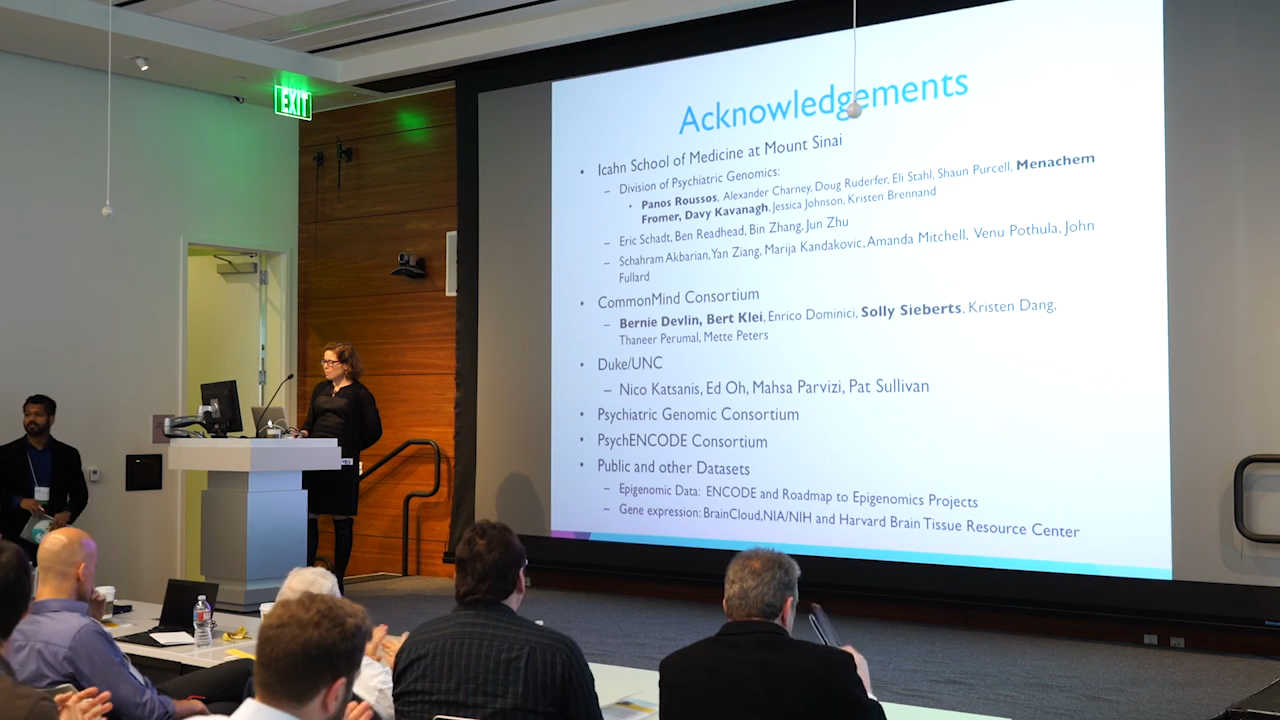 EXIT
Acknowledgements
• Icahn School of Medicine at Mount Sinai
– Division of Psychiatric Genomics:
• Panos Roussos, Alexander Charney, Doug Ruderfer, Eli Stahl, Shaun Purcell, Menachem
Fromer, Davy Kavanagh, Jessica Johnson, Kristen Brennand
– Eric Schadt, Ben Readhead, Bin Zhang, Jun Zhu
– Schahram Akbarian, Yan Ziang, Marija Kandakovic, Amanda Mitchell, Venu Pothula, John
Fullard
• CommonMind Consortium
– Bernie Devlin, Bert Klei, Enrico Dominici, Solly Sieberts, Kristen Dang,
Thaneer Perumal, Mette Peters
• Duke/UNC
– Nico Katsanis, Ed Oh, Mahsa Parvizi, Pat Sullivan
• Psychiatric Genomic Consortium
• PsychENCODE Consortium
• Public and other Datasets
– Epigenomic Data: ENCODE and Roadmap to Epigenomics Projects
– Gene expression: BrainCloud,NIA/NIH and Harvard Brain Tissue Resource Center